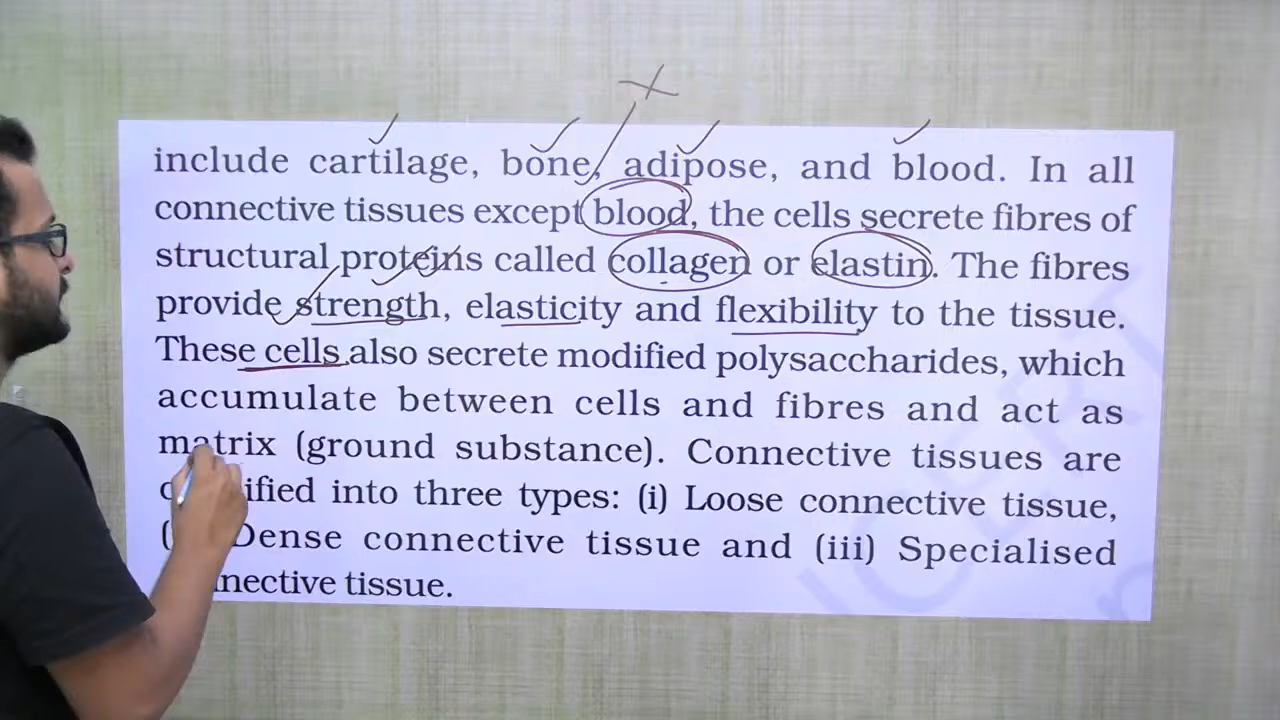 include cartilage, bone, adipose, and blood. In all
connective tissues except blood, the cells secrete fibres of
structural proteins called collagen or elastin. The fibres
provide strength, elasticity and flexibility to the tissue.
These cells also secrete modified polysaccharides, which
accumulate between cells and fibres and act as
matrix (ground substance). Connective tissues are
ified into three types: (i) Loose connective tissue,
Dense connective tissue and (iii) Specialised
nnective tissue.